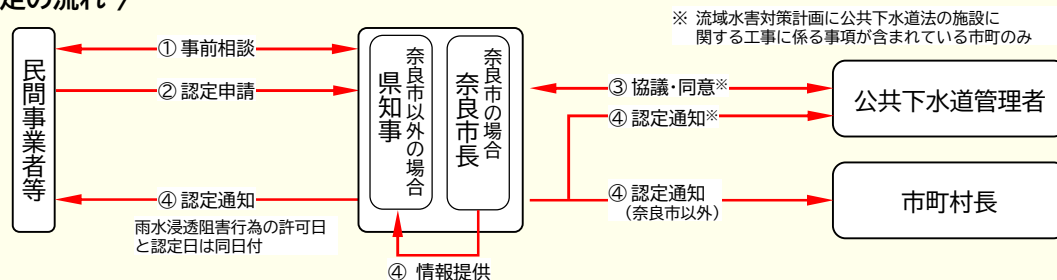 定の流れ
※ 流域水害対策計画に公共下水道法の施設に
関する工事に係る事項が含まれている市町のみ
民間事業者等
① 事前相談
② 認定申請
④ 認定通知
雨水浸透阻害行為の許可日
と認定日は同日付
県知事
奈良市以外の場合
奈良市長
奈良市の場合
④ 情報提供
③ 協議・同意※
④ 認定通知※
④ 認定通知
（奈良市以外）
公共下水道管理者
市町村長